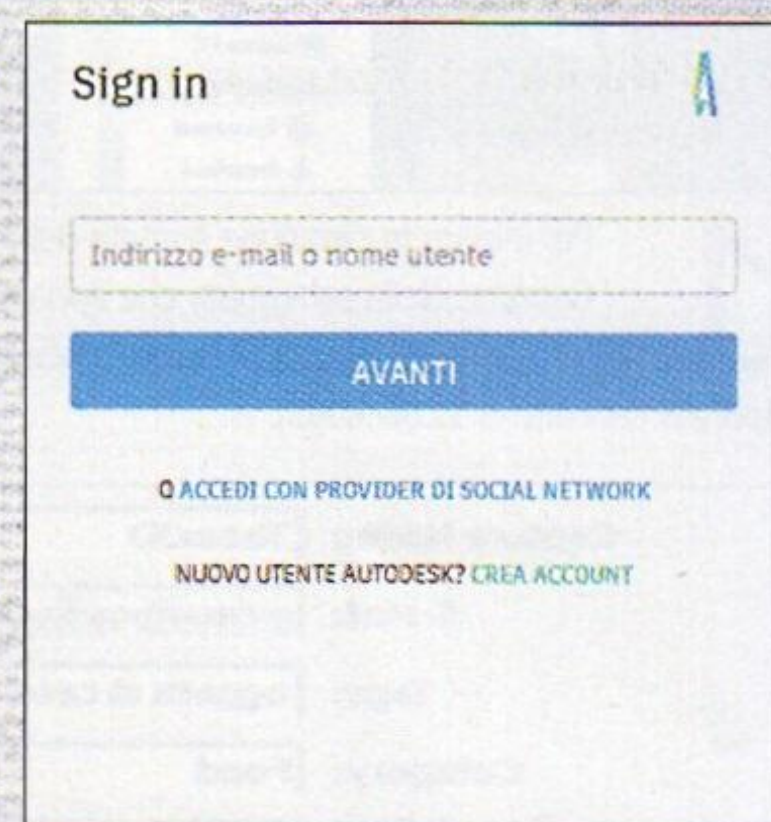 Sign in
Indirizzo e-mail o nome utente
AVANTI
O ACCEDI CON PROVIDER DI SOCIAL NETWORK
NUOVO UTENTE AUTODESK? CREA ACCOUNT